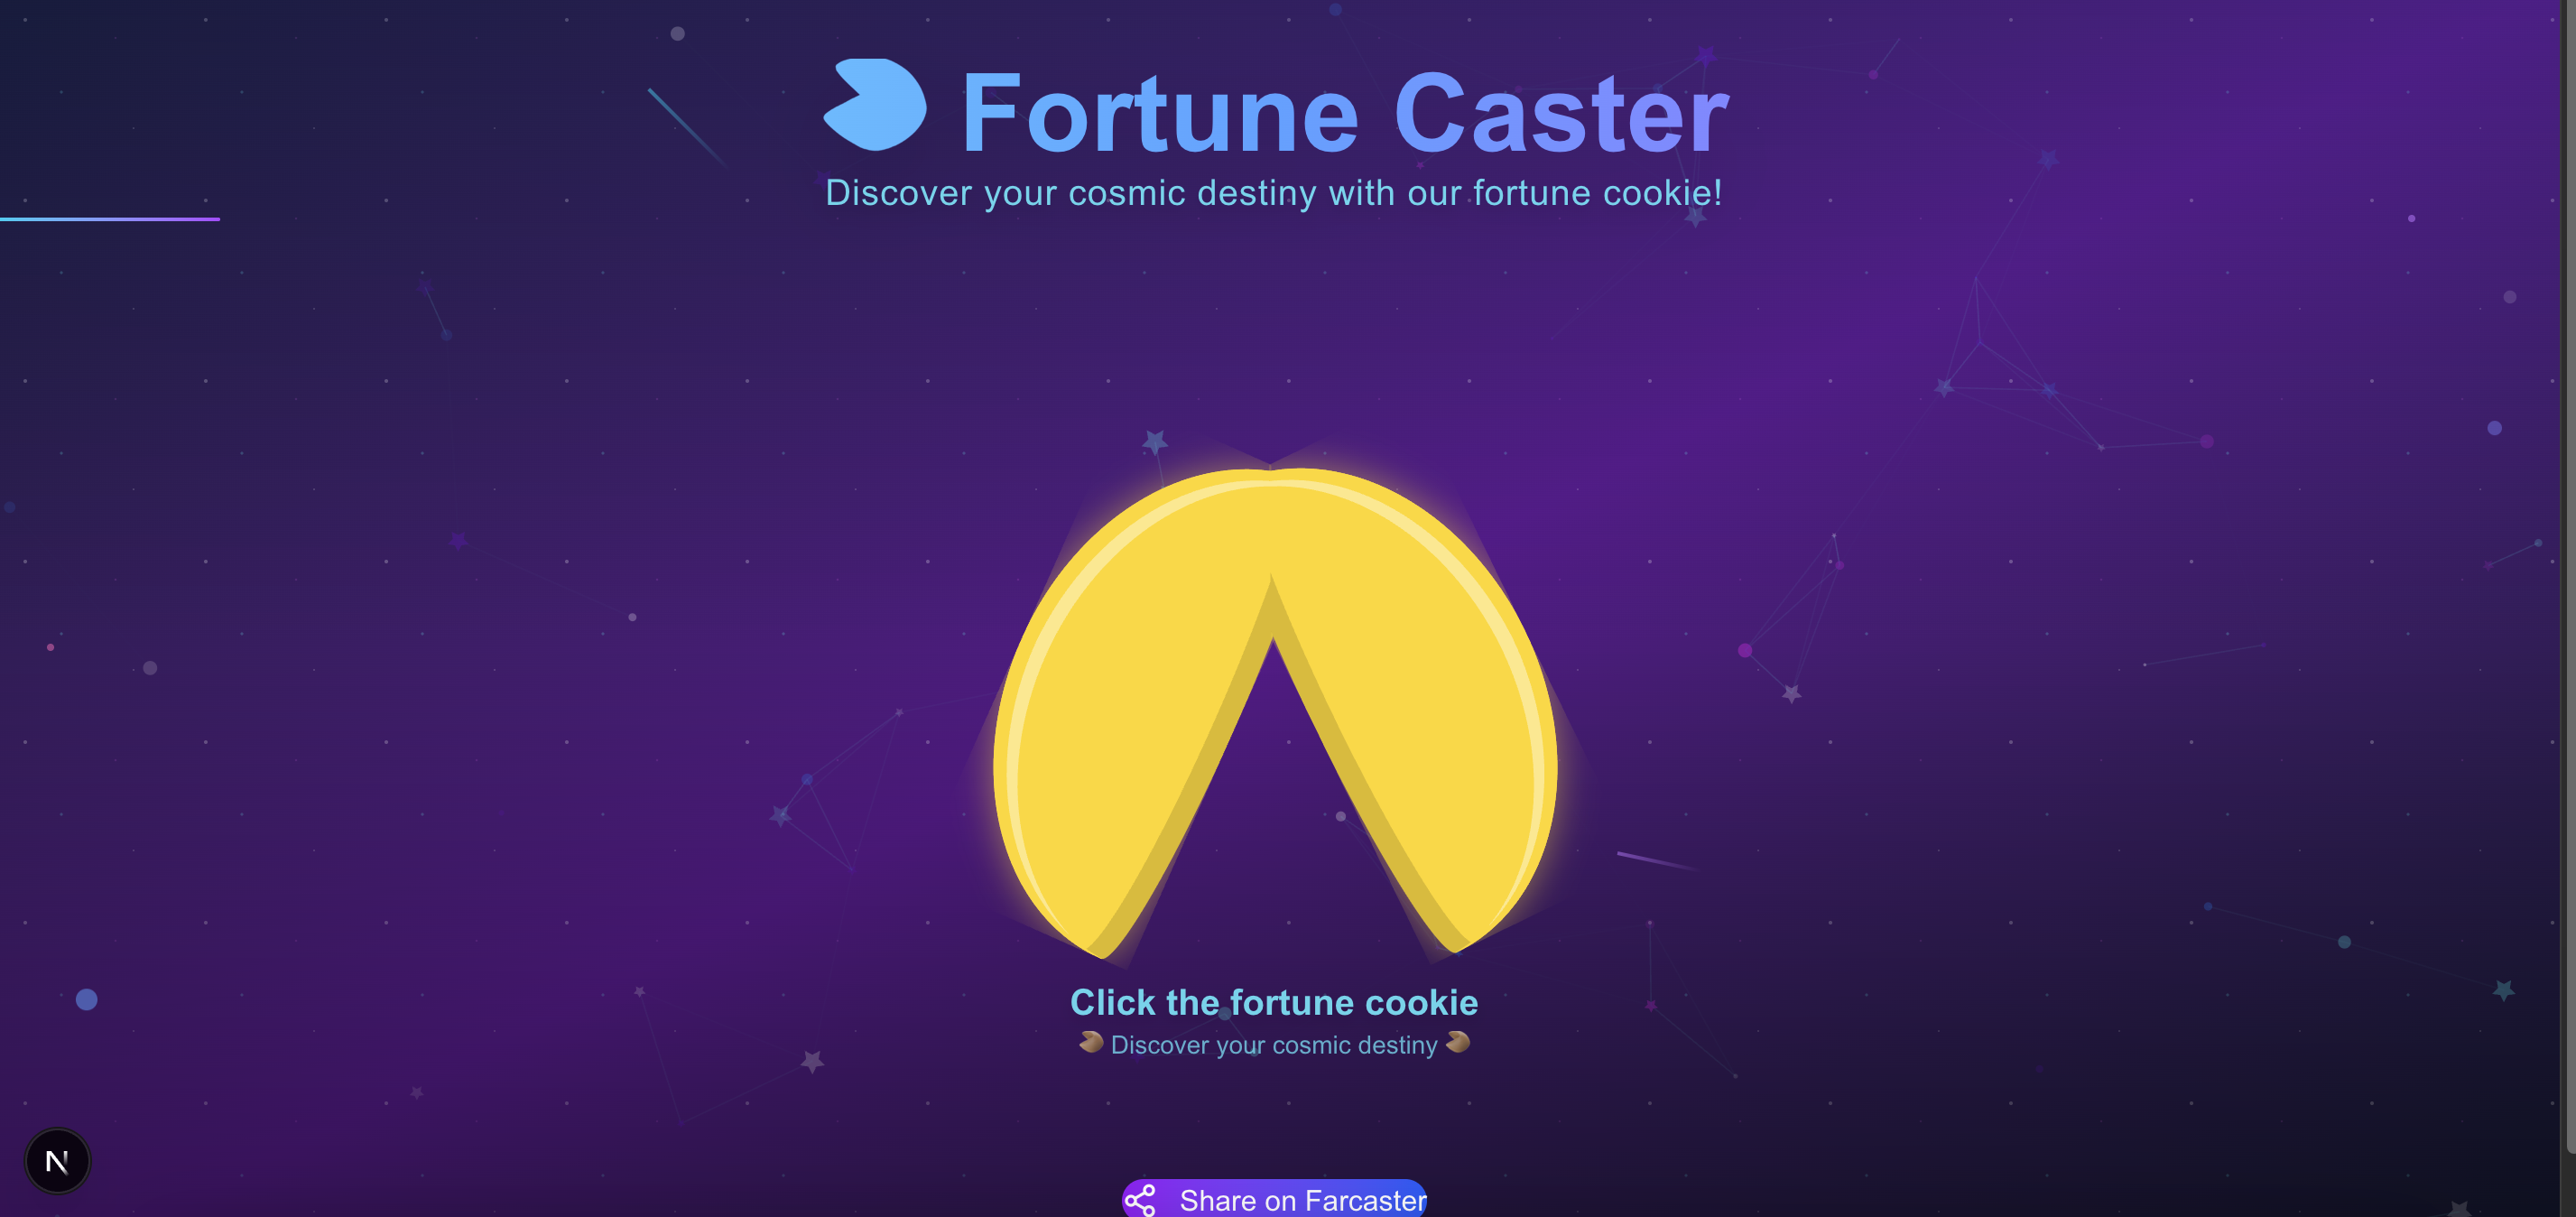 Fortune Caster
Discover your cosmic destiny with our fortune cookie!
Click the fortune cookie
Discover your cosmic destiny
N
Share on Farcaster